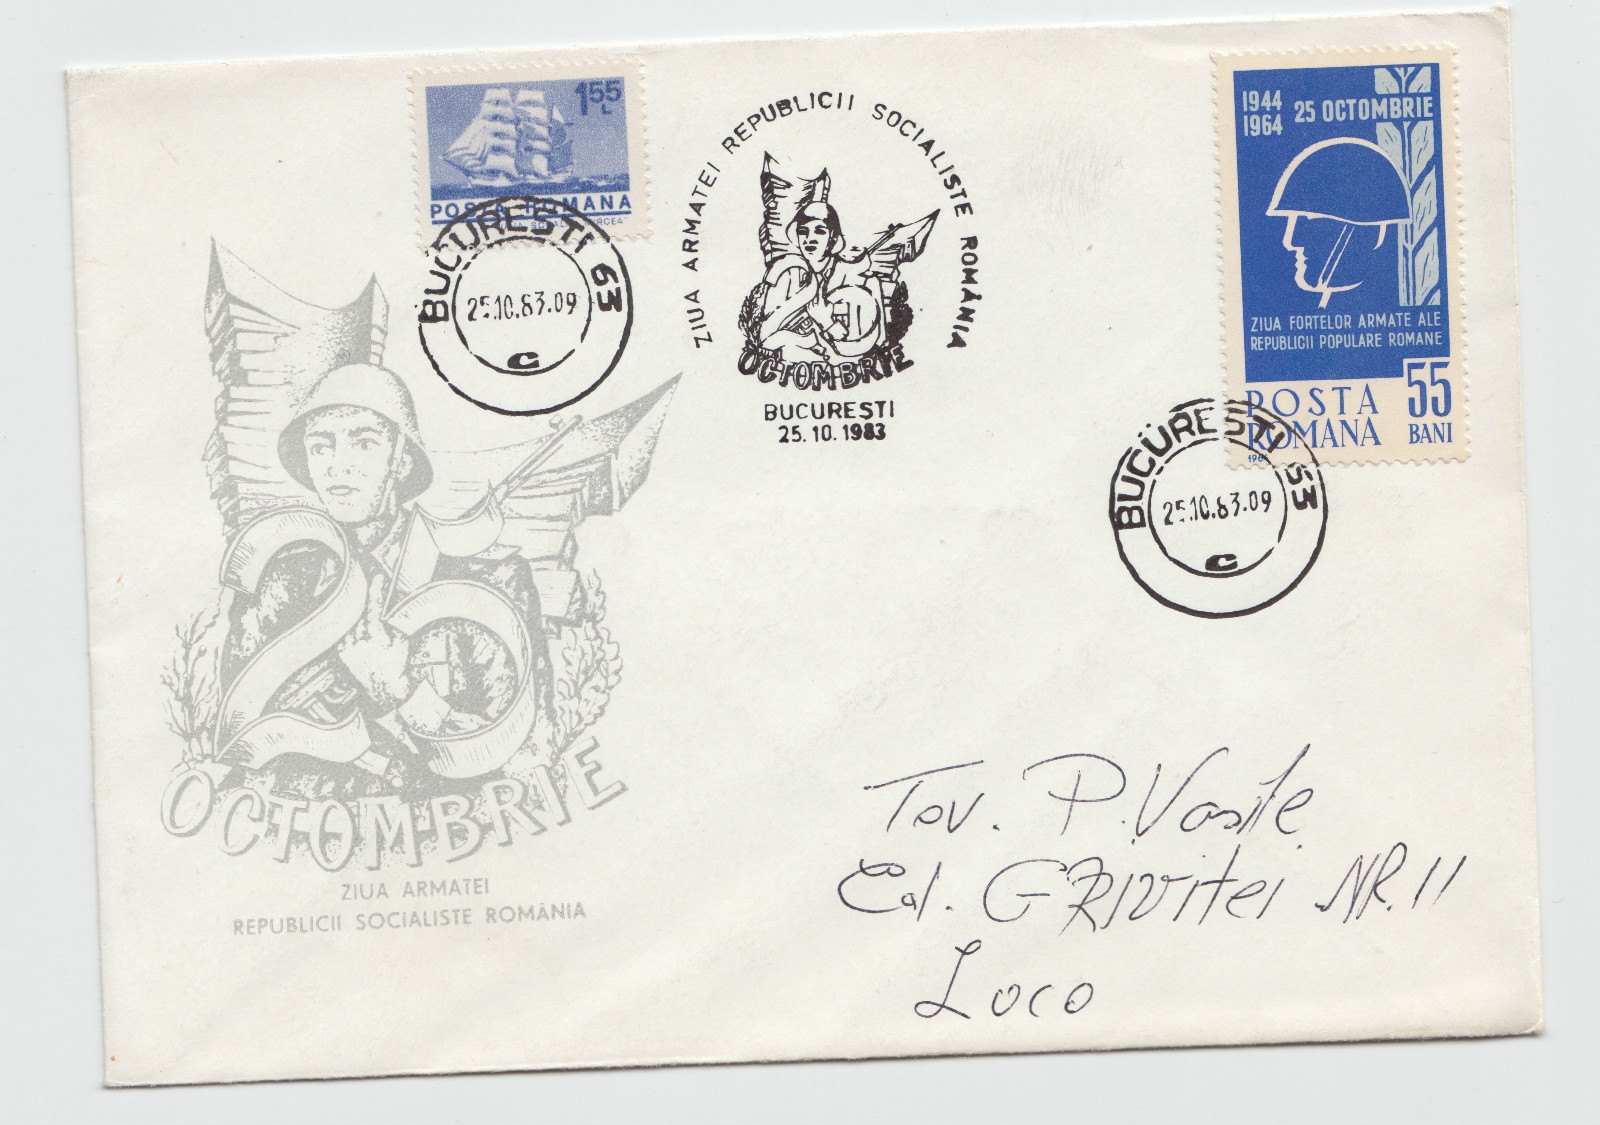 1 55 L
POSTA ROMANA
BUCURESTI 63
25.10.83.09
C
ZIUA ARMATEI REPUBLICII SOCIALISTE ROMÂNIA
25
OCTOMBRIE
BUCUREȘTI
25.10.1983
1944
1964
25 OCTOMBRIE
ZIUA FORTELOR ARMATE ALE
REPUBLICII POPULARE ROMANE
POSTA
ROMANA
55
BANI
BUCURESTI 53
25.10.83.09
C
25
OCTOMBRIE
ZIUA ARMATEI
REPUBLICII SOCIALISTE ROMÂNIA
Tov. P. Vasile
Cal. GRIVITEI NR. 11
Loco